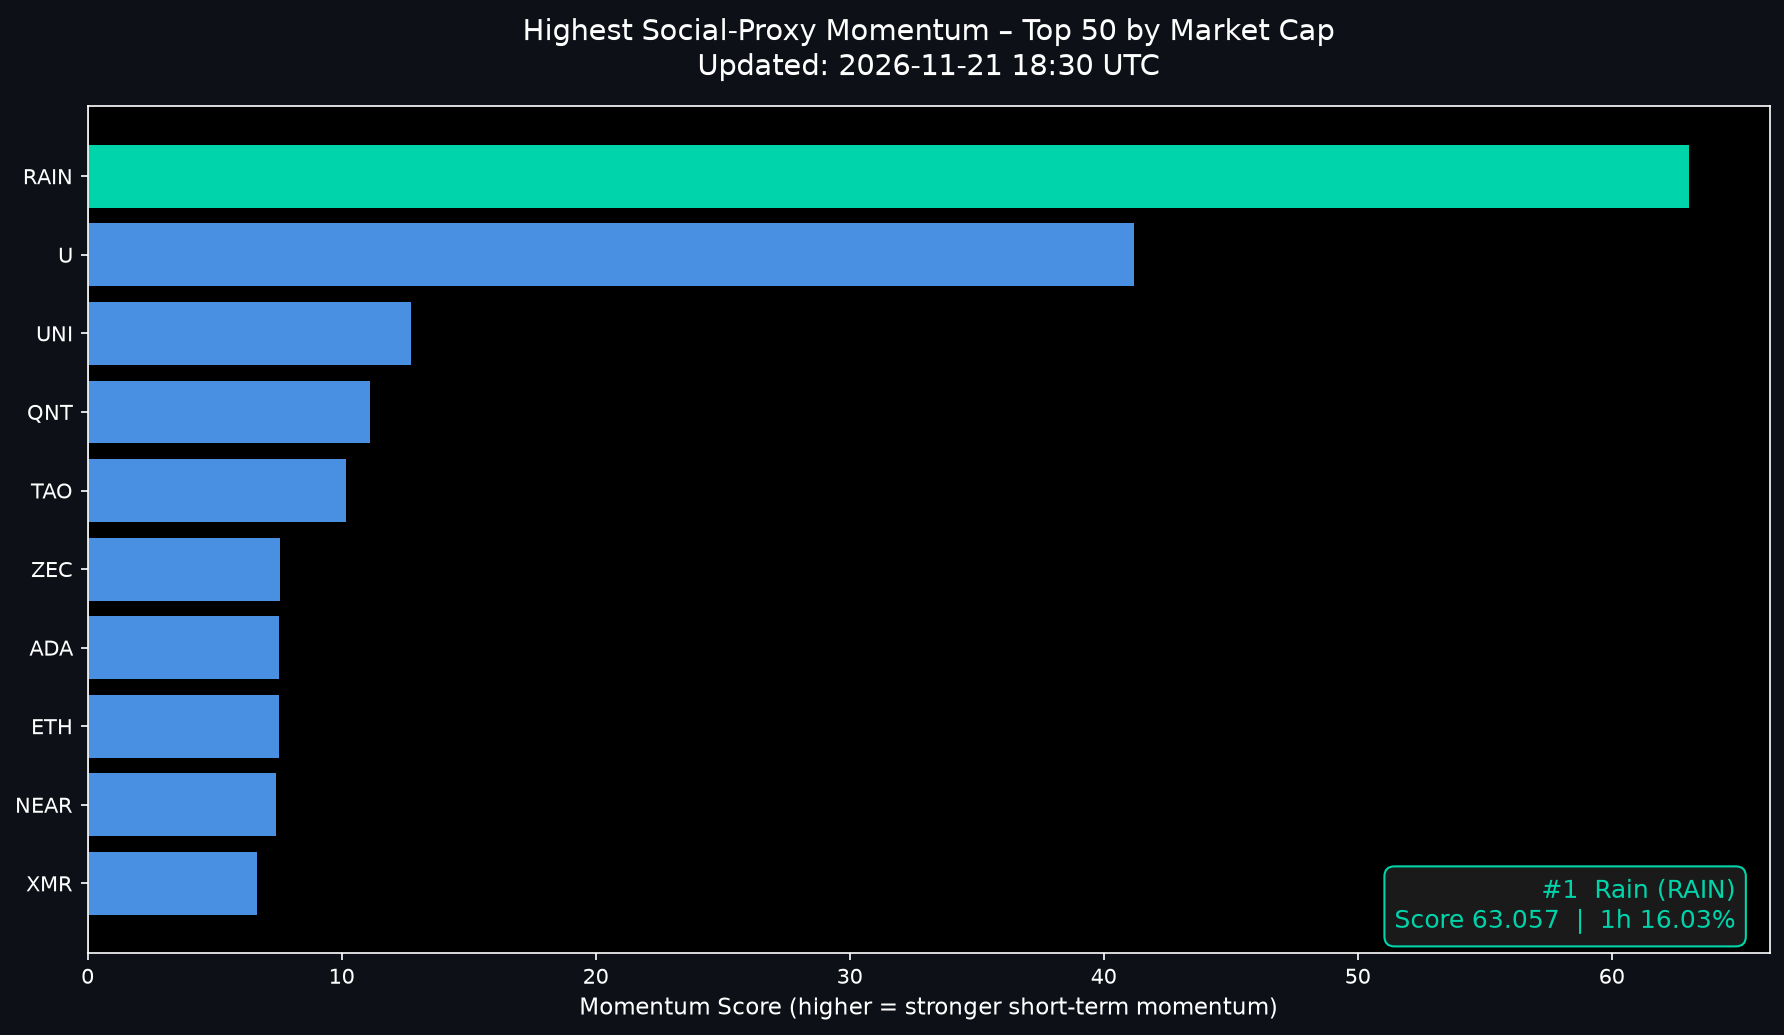 Highest Social-Proxy Momentum – Top 50 by Market Cap
Updated: 2026-11-21 18:30 UTC
RAIN
U
UNI
QNT
TAO
ZEC
ADA
ETH
NEAR
XMR
#1  Rain (RAIN)
Score 63.057  |  1h 16.03%
0 10 20 30 40 50 60
Momentum Score (higher = stronger short-term momentum)